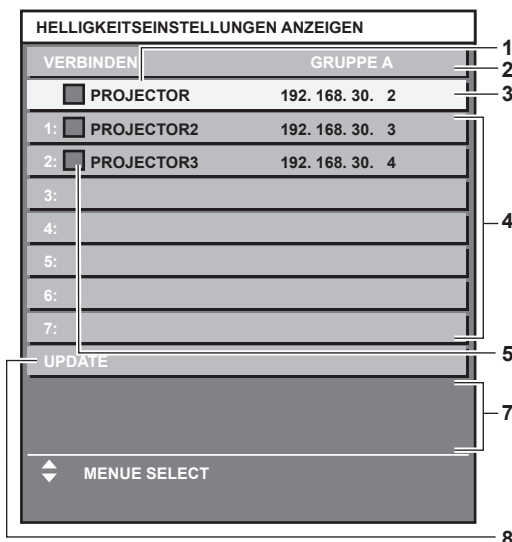 HELLIGKEITSEINSTELLUNGEN ANZEIGEN
VERBINDEN GRUPPE A
PROJECTOR 192. 168. 30. 2
1: PROJECTOR2 192. 168. 30. 3
2: PROJECTOR3 192. 168. 30. 4
3:
4:
5:
6:
7:
UPDATE
MENUE SELECT
1
2
3
4
5
7
8